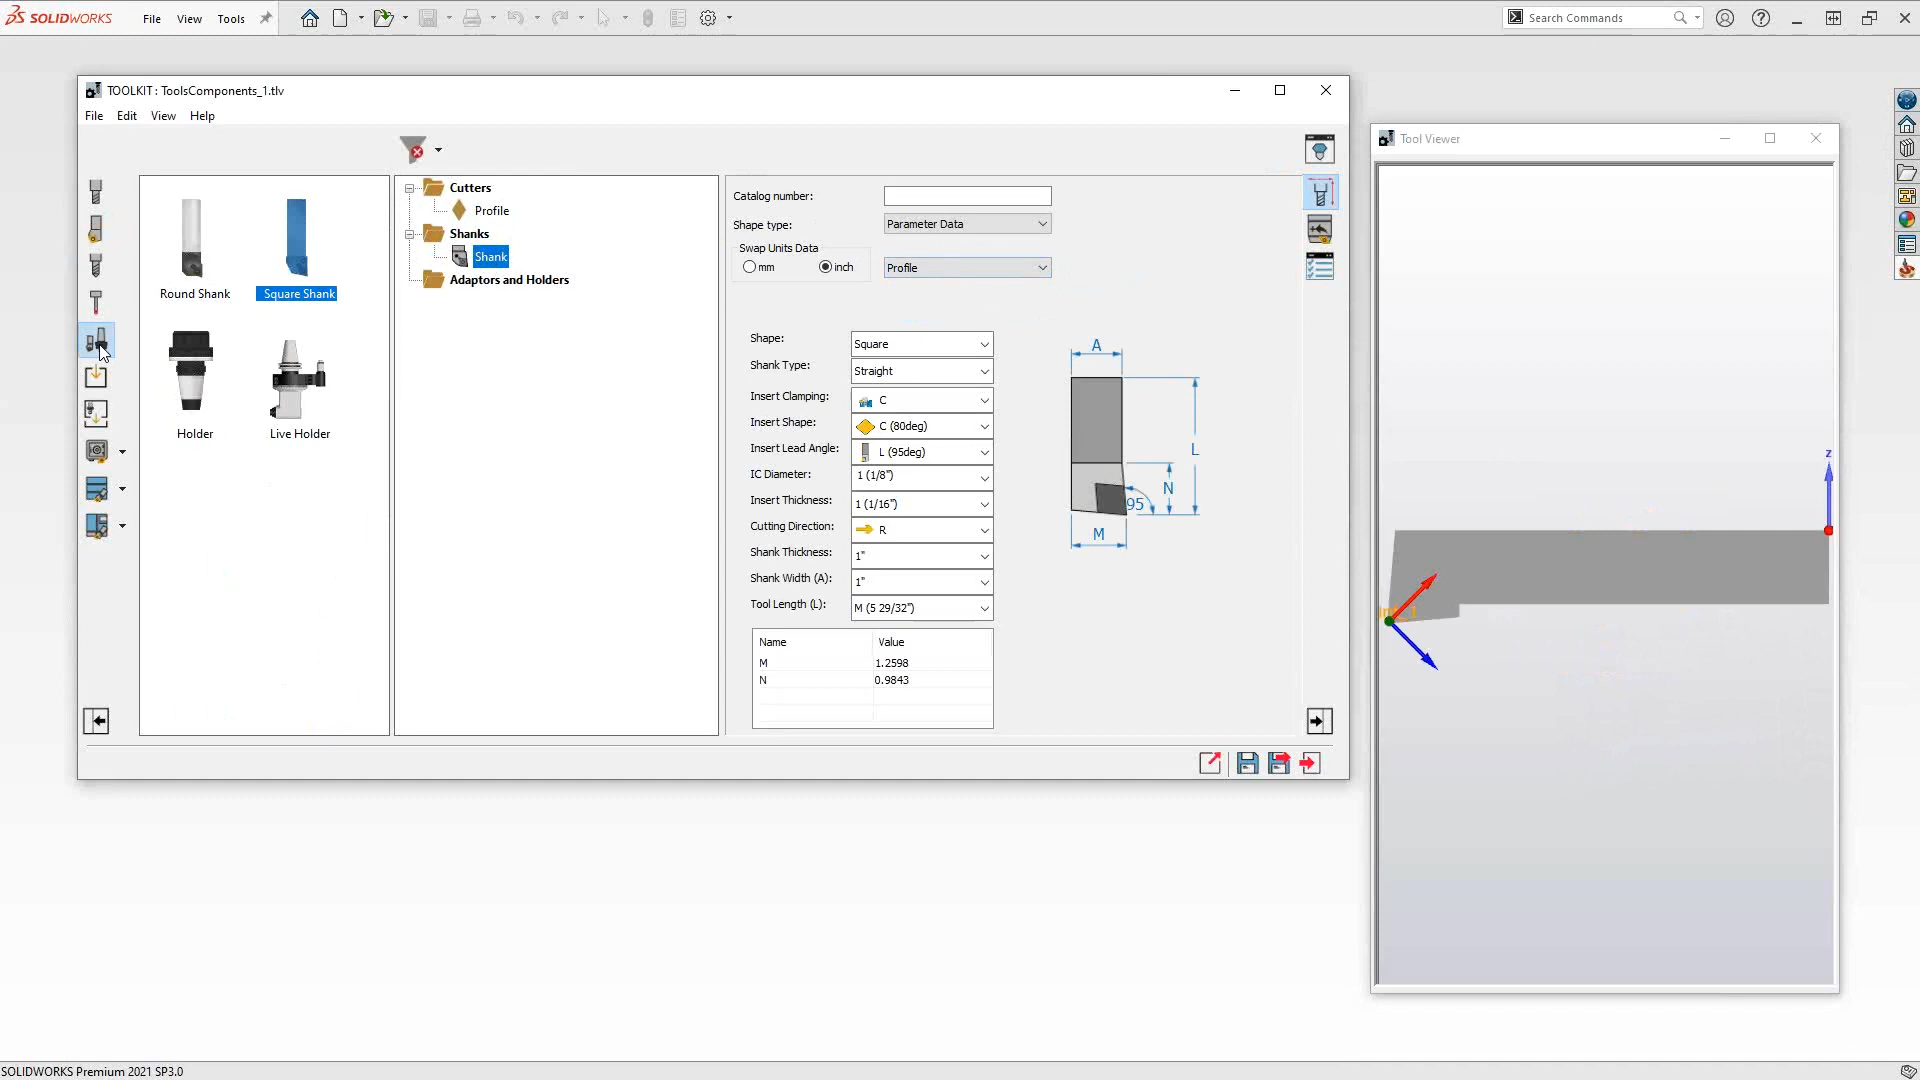 SOLIDWORKS File View Tools Search Commands
TOOLKIT : ToolsComponents_1.tlv
File Edit View Help
Tool Viewer
Round Shank
Square Shank
Holder
Live Holder
Cutters
Profile
Shanks
Shank
Adaptors and Holders
Catalog number:
Shape type: Parameter Data
Swap Units Data
mm inch Profile
Shape: Square
Shank Type: Straight
Insert Clamping: C
Insert Shape: C (80deg)
Insert Lead Angle: L (95deg)
IC Diameter: 1 (1/8")
Insert Thickness: 1 (1/16")
Cutting Direction: R
Shank Thickness: 1"
Shank Width (A): 1"
Tool Length (L): M (5 29/32")
Name Value
M 1.2598
N 0.9843
A
L
N
95
M
z
SOLIDWORKS Premium 2021 SP3.0